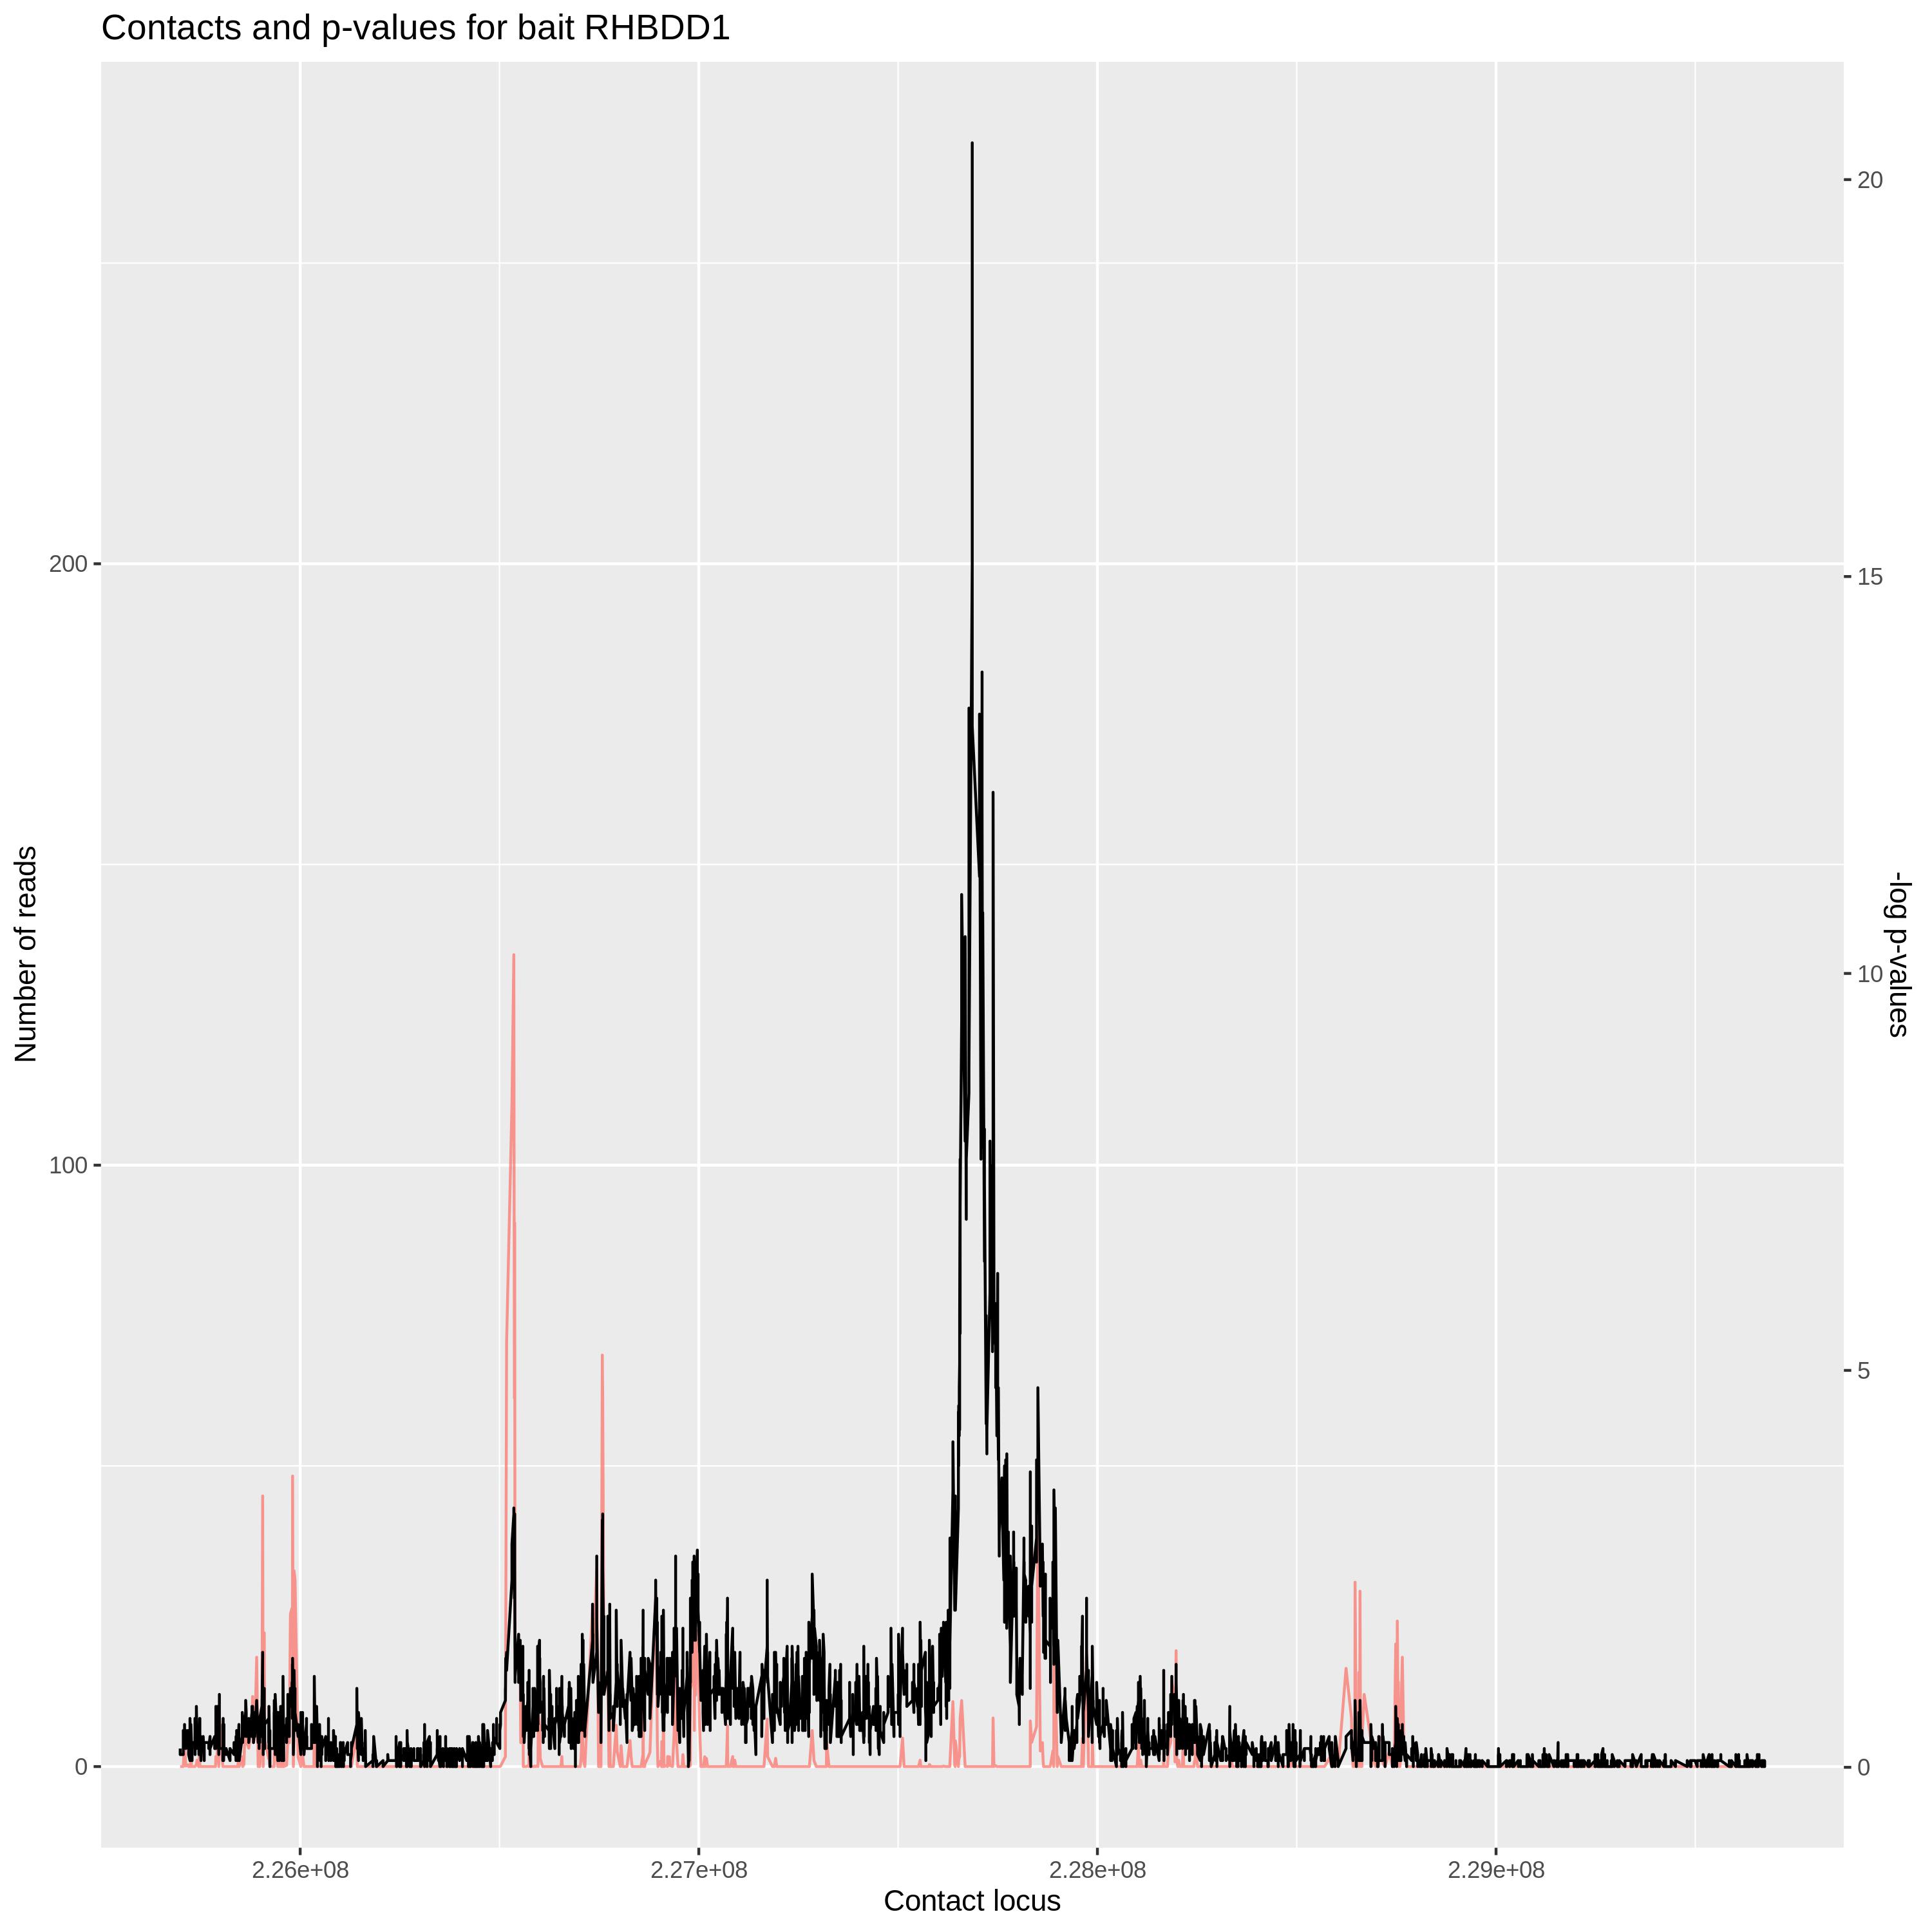 Contacts and p-values for bait RHBDD1
20
200
15
Number of reads
-log p-values
10
100
5
0
0
2.26e+08 2.27e+08 2.28e+08 2.29e+08
Contact locus